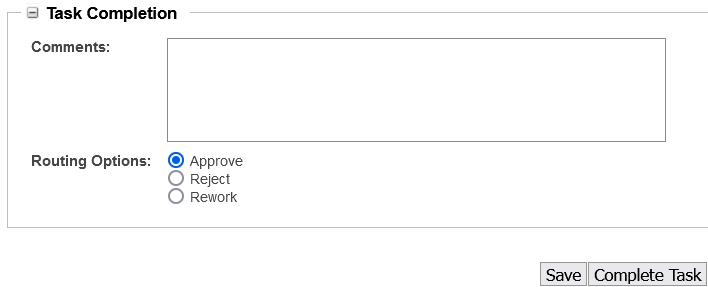 Task Completion
Comments:
Routing Options:
Approve
Reject
Rework
Save
Complete Task